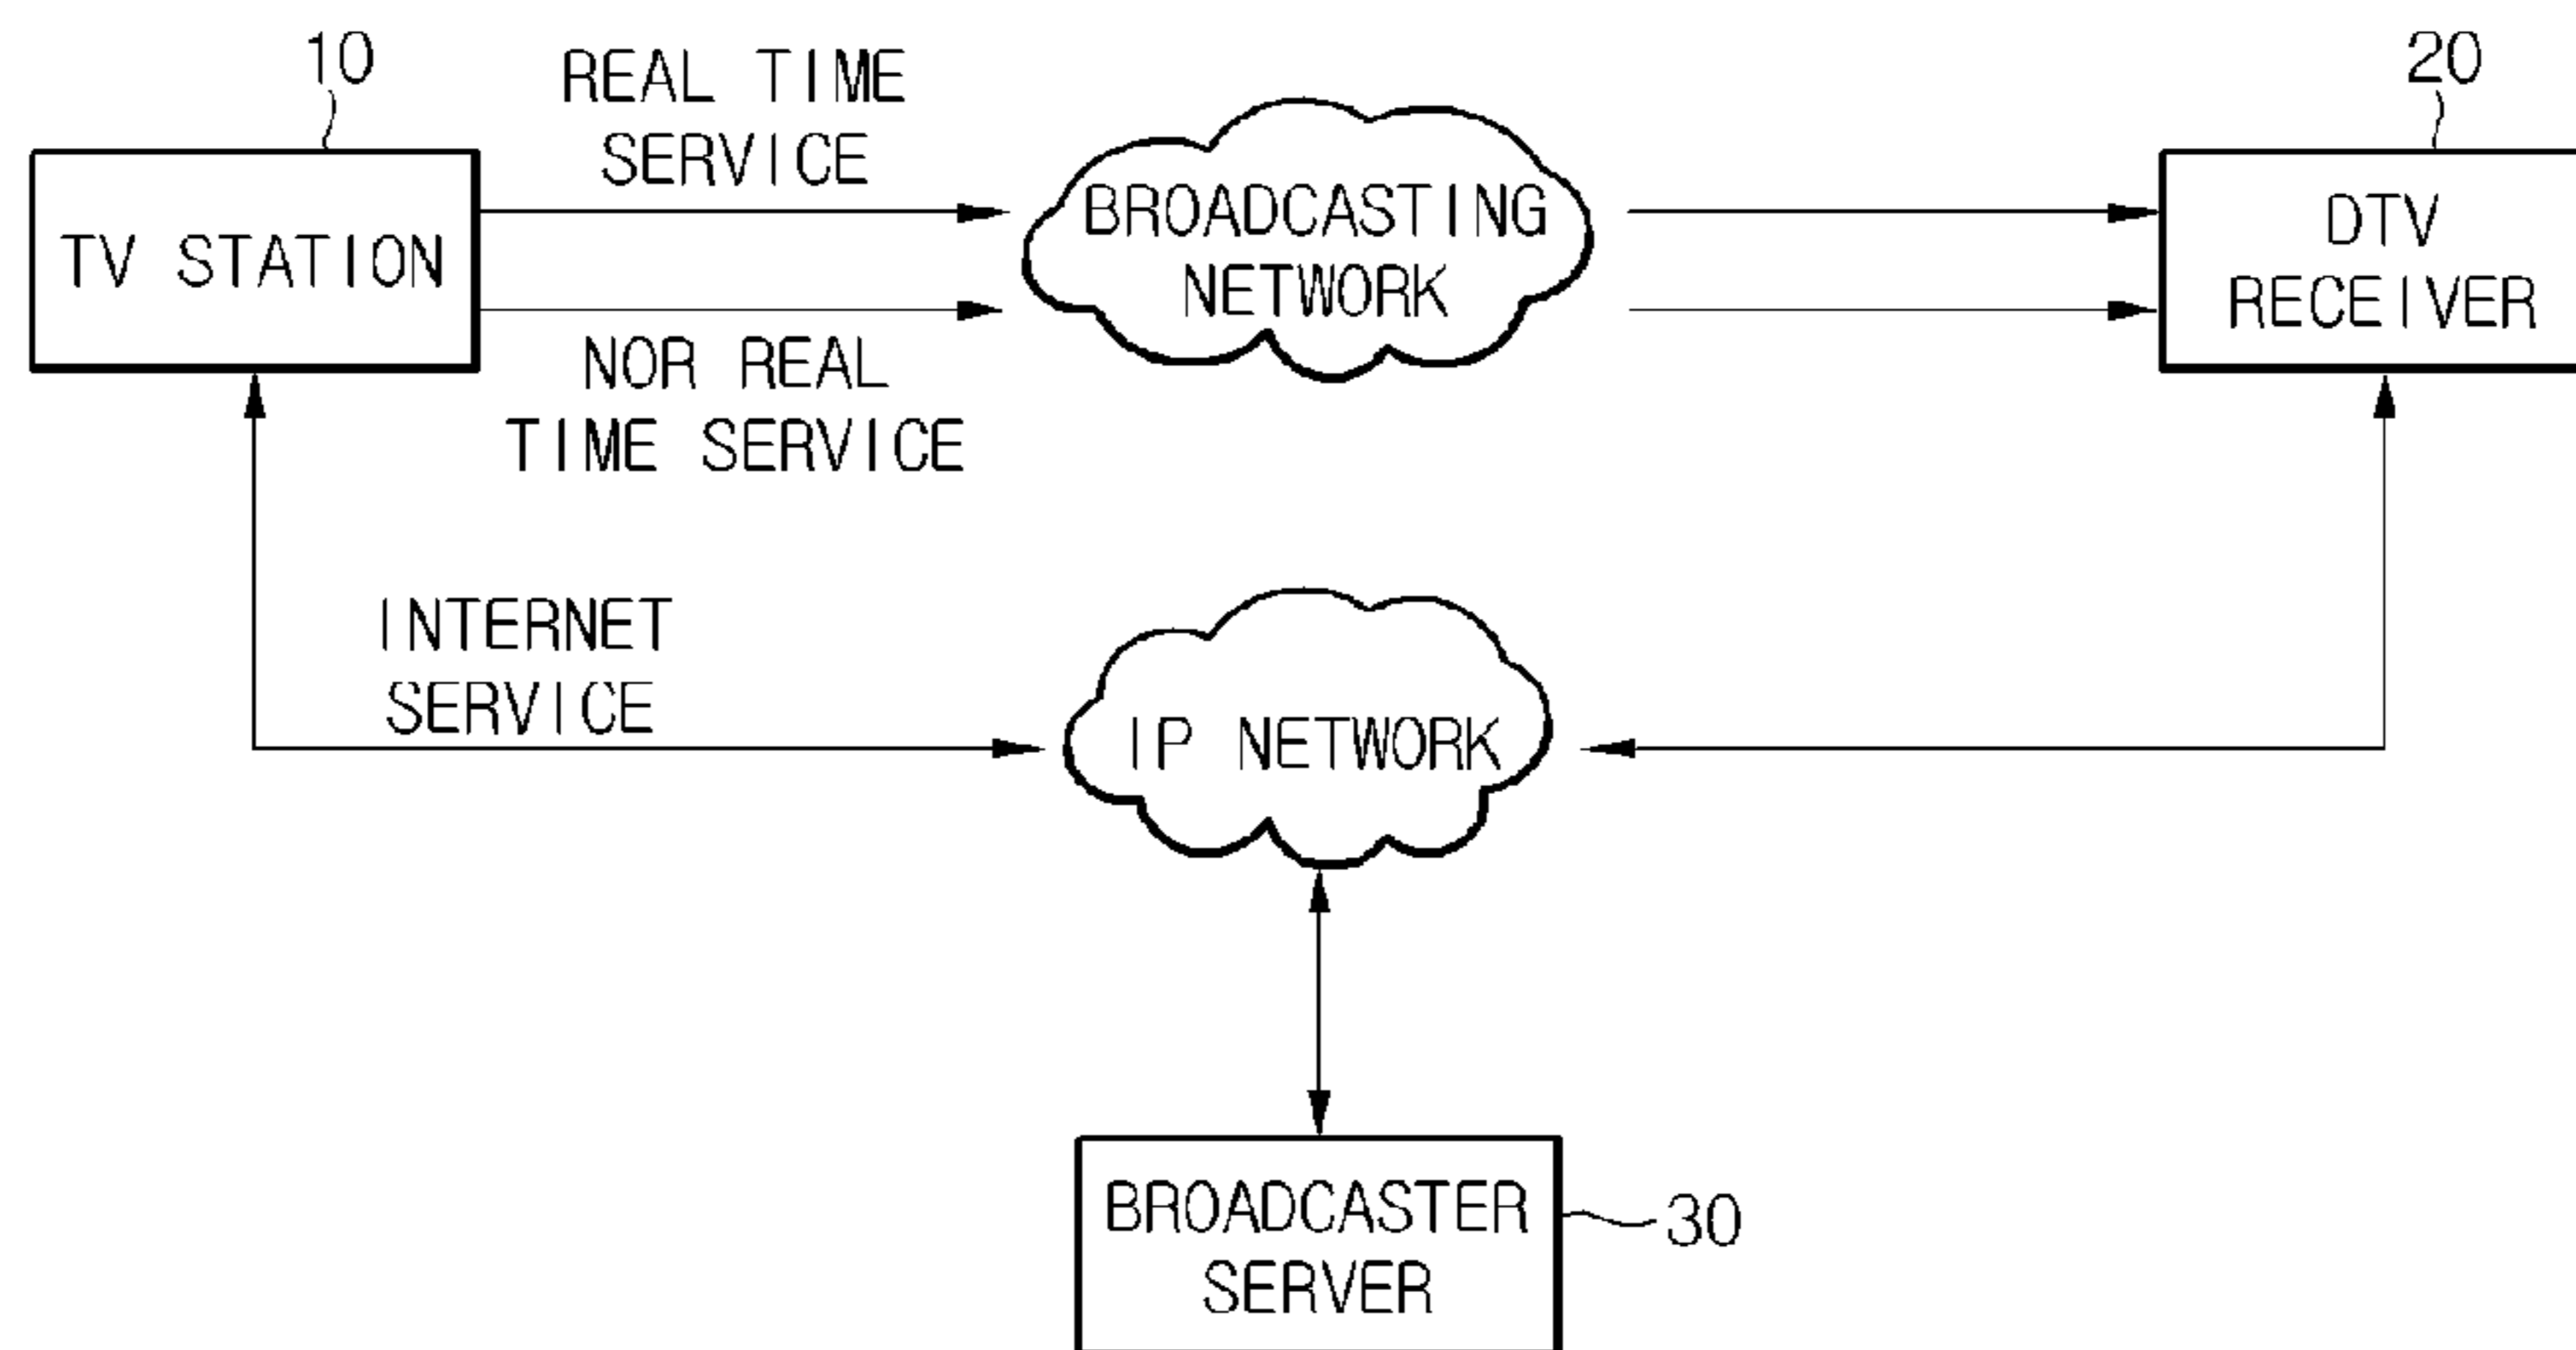 10
REAL TIME
SERVICE
20
TV STATION
BROADCASTING
NETWORK
DTV
RECEIVER
NOR REAL
TIME SERVICE
INTERNET
SERVICE
IP NETWORK
BROADCASTER
SERVER
30